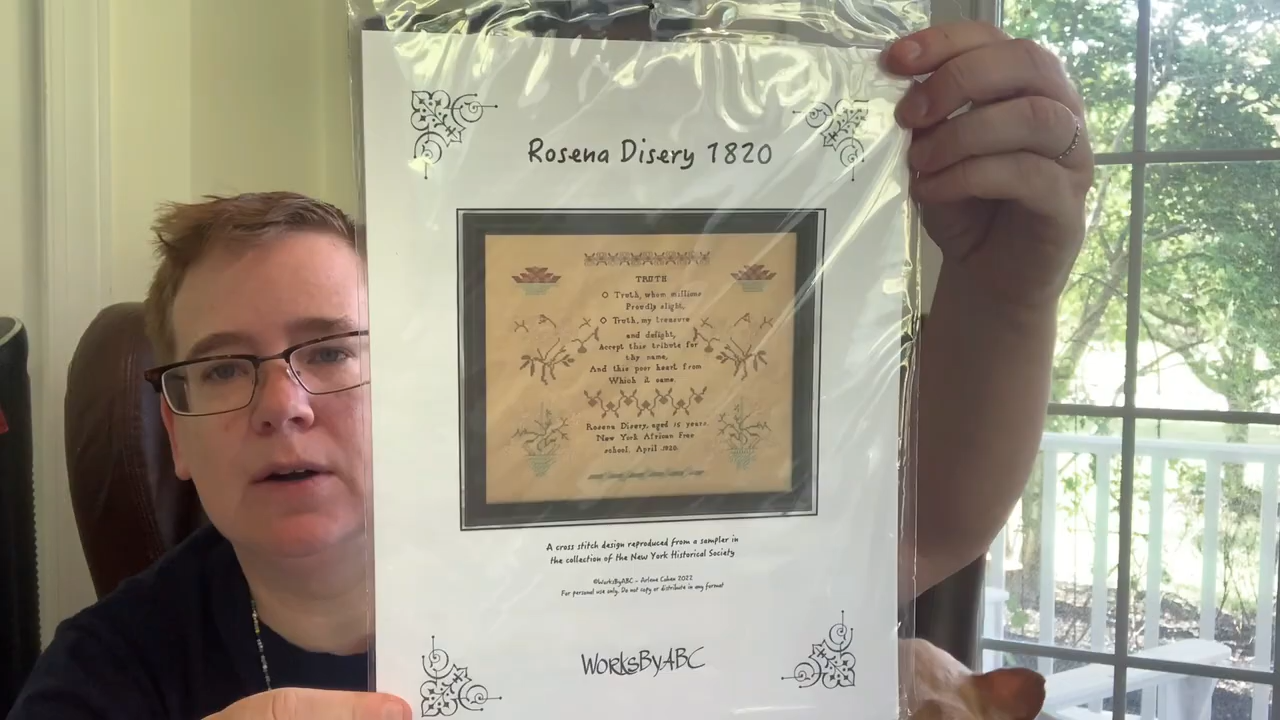 Rosena Disery 1820
TRUTH
O Truth, whom millions
Proudly slight,
O Truth, my treasure
and delight,
Accept this tribute for
thy name,
And this poor heart from
Which it came.
Rosena Disery, aged 15 years.
New York African Free
school, April 1820.
A cross stitch design reproduced from a sampler in
the collection of the New York Historical Society
©WorksByABC - Arlene Cohen 2022
For personal use only. Do not copy or distribute in any format
WORKSBYABC